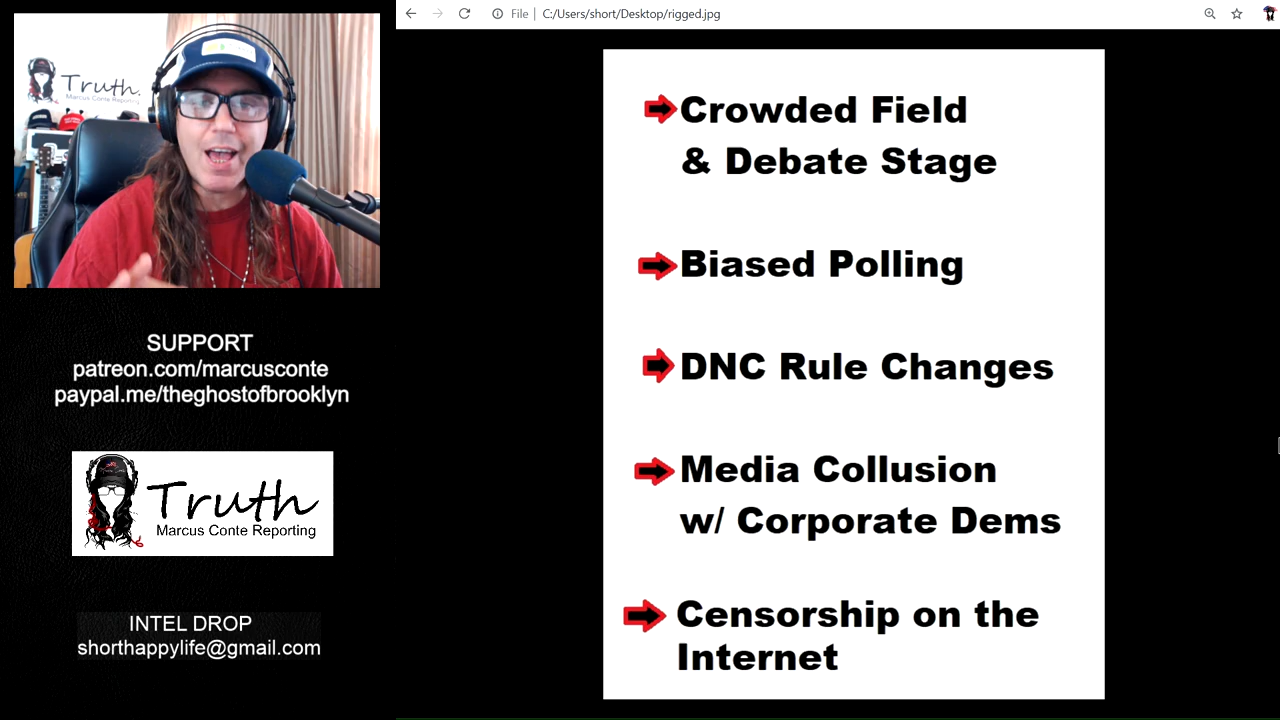 File | C:/Users/short/Desktop/rigged.jpg
Truth.
Marcus Conte Reporting
Crowded Field
& Debate Stage
Biased Polling
DNC Rule Changes
Media Collusion
w/ Corporate Dems
Censorship on the
Internet
SUPPORT
patreon.com/marcusconte
paypal.me/theghostofbrooklyn
Truth
Marcus Conte Reporting
INTEL DROP
shorthappylife@gmail.com